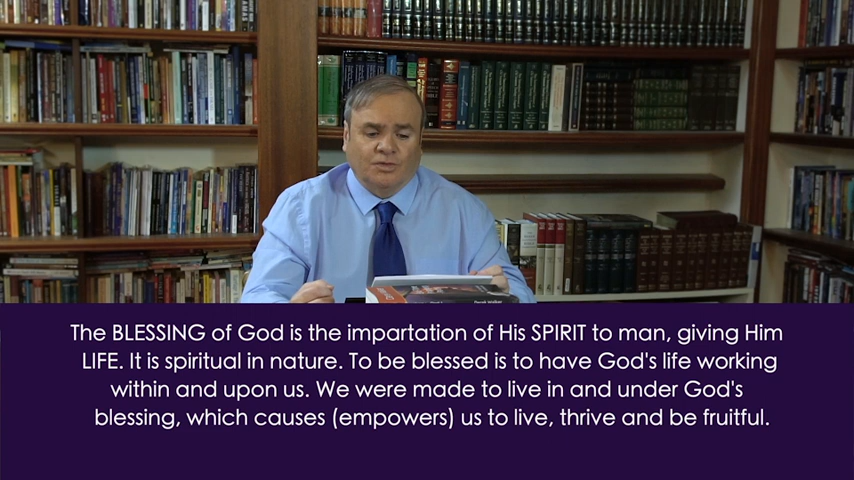 Derek Walker
The BLESSING of God is the impartation of His SPIRIT to man, giving Him
LIFE. It is spiritual in nature. To be blessed is to have God's life working
within and upon us. We were made to live in and under God's
blessing, which causes (empowers) us to live, thrive and be fruitful.